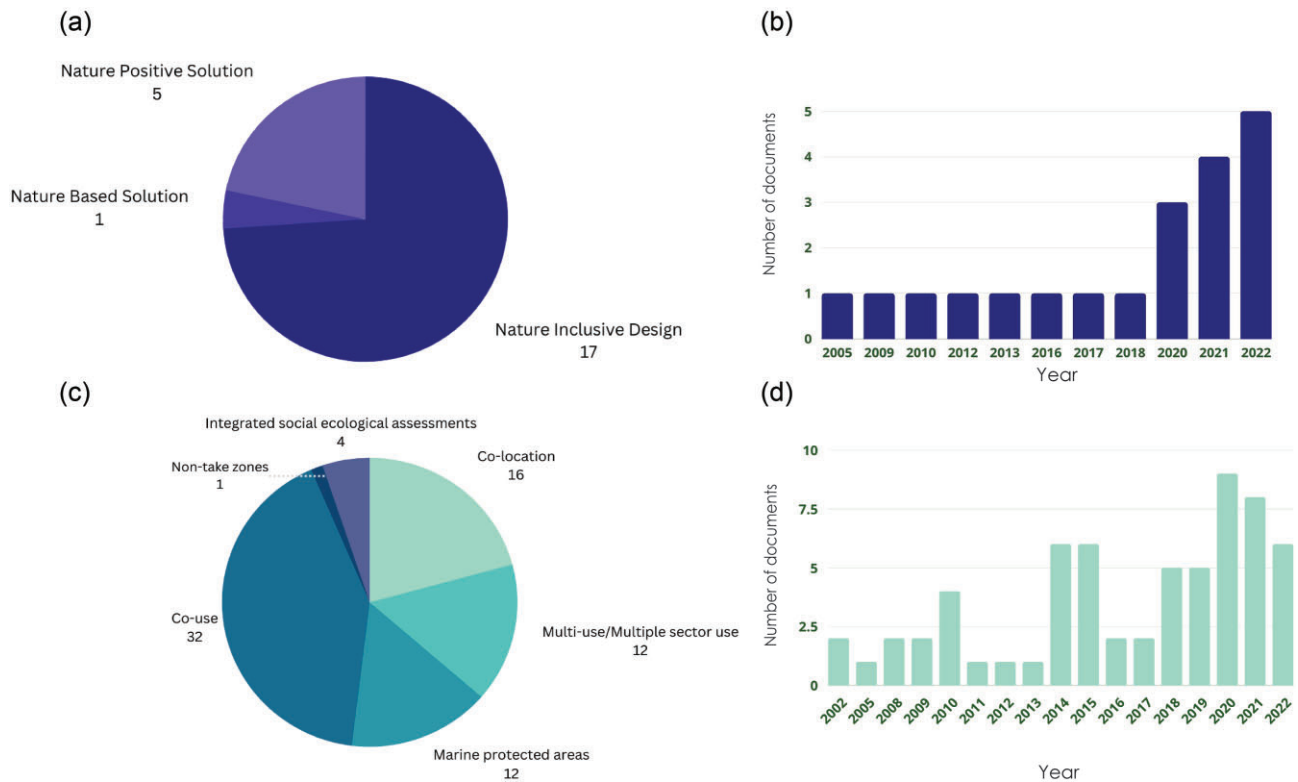 (a)
Nature Positive Solution
5
Nature Based Solution
1
Nature Inclusive Design
17
(b)
Number of documents
5
4
3
2
1
0
2005 2009 2010 2012 2013 2016 2017 2018 2020 2021 2022
Year
(c)
Integrated social ecological assessments
4
Non-take zones
1
Co-location
16
Co-use
32
Multi-use/Multiple sector use
12
Marine protected areas
12
(d)
Number of documents
10
7.5
5
2.5
0
2002 2005 2008 2009 2010 2011 2012 2013 2014 2015 2016 2017 2018 2019 2020 2021 2022
Year